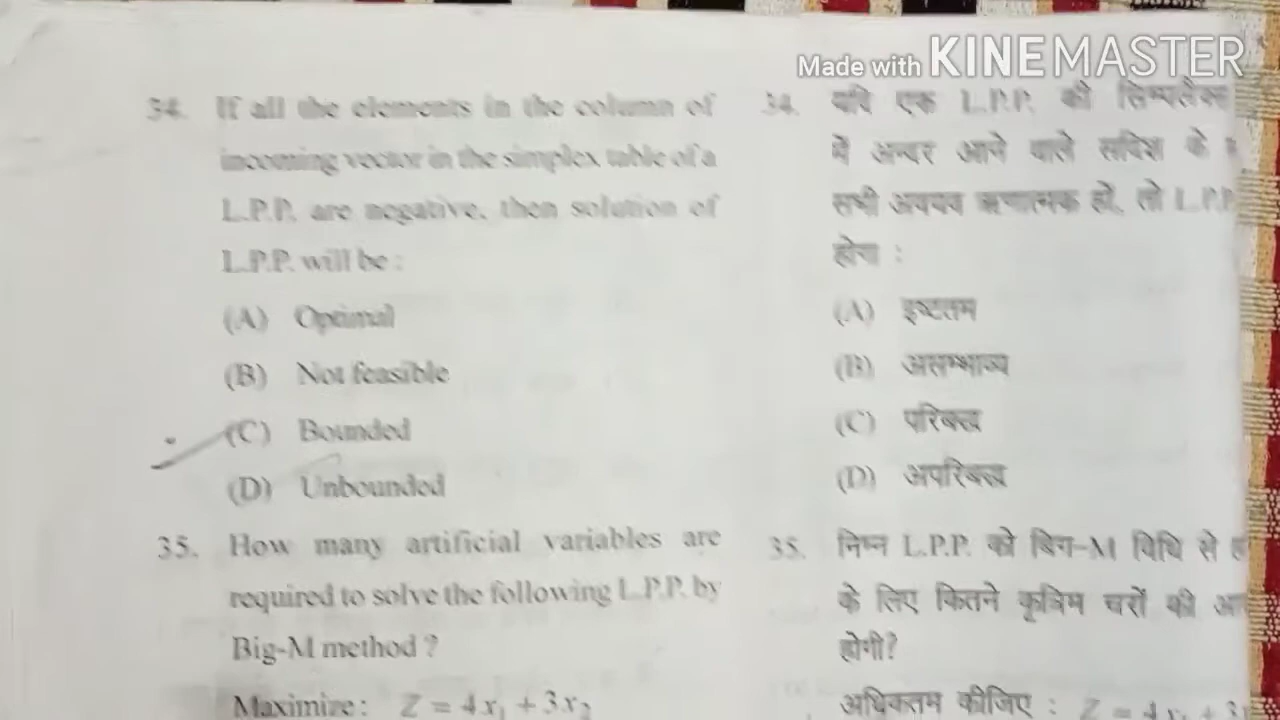 Made with KINEMASTER
34. If all the elements in the column of
incoming vector in the simplex table of a
L.P.P. are negative, then solution of
L.P.P. will be :
(A) Optimal
(B) Not feasible
(C) Bounded
(D) Unbounded
35. How many artificial variables are
required to solve the following L.P.P. by
Big-M method ?
Maximize : Z = 4x₁ + 3x₂
34. यदि एक L.P.P. की सिम्पलैक्स
में अन्दर आने वाले सदिश के
सभी अवयव ऋणात्मक हों, तो L.P.P.
होगा :
(A) इष्टतम
(B) असम्भाव्य
(C) परिबद्ध
(D) अपरिबद्ध
35. निम्न L.P.P. को बिग-M विधि से
के लिए कितने कृत्रिम चरों की
होगी?
अधिकतम कीजिए : Z = 4x₁ + 3